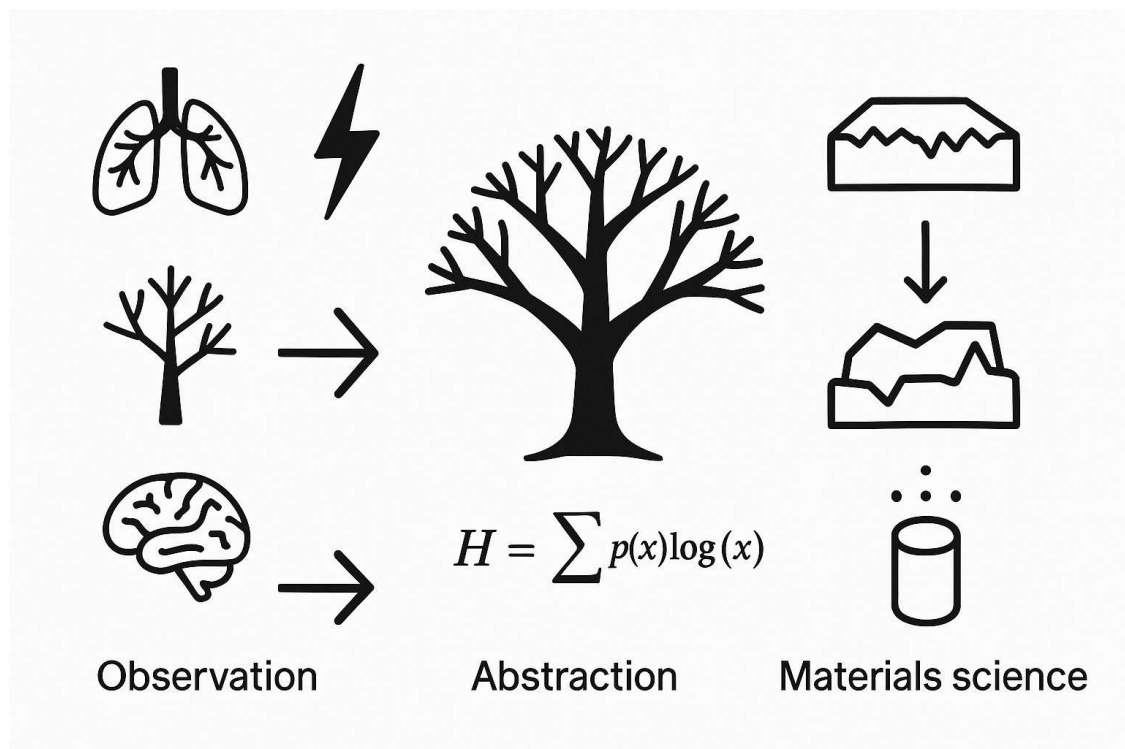 H = ∑ p(x)log(x)
Observation
Abstraction
Materials science